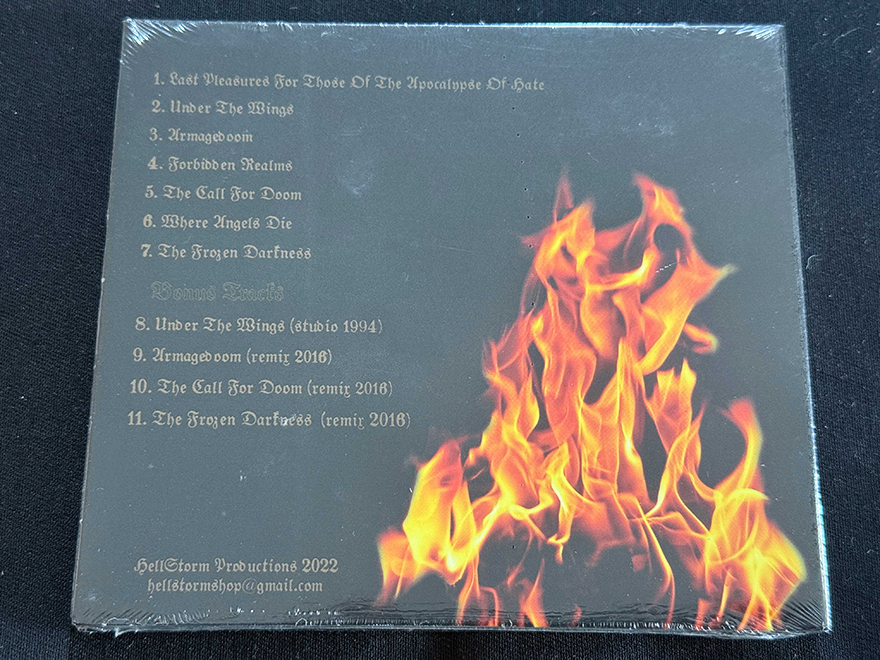 1. Last Pleasures For Those Of The Apocalypse Of Hate
2. Under The Wings
3. Armagedoom
4. Forbidden Realms
5. The Call For Doom
6. Where Angels Die
7. The Frozen Darkness
Bonus Tracks
8. Under The Wings (studio 1994)
9. Armagedoom (remix 2016)
10. The Call For Doom (remix 2016)
11. The Frozen Darkness (remix 2016)
HellStorm Productions 2022
hellstormshop@gmail.com